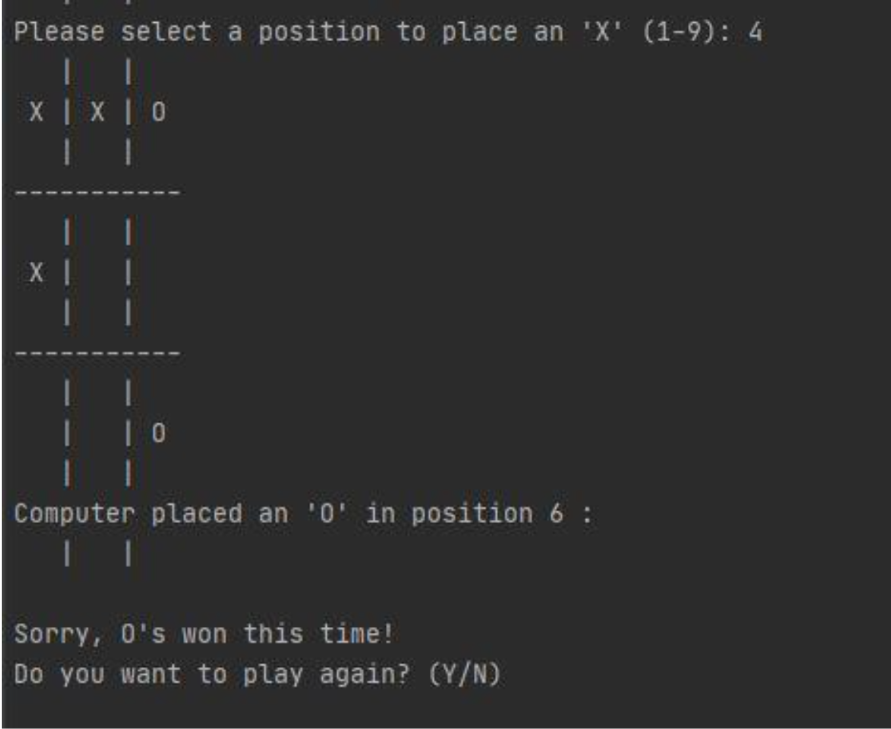 Please select a position to place an 'X' (1-9): 4
   |   |
 X | X | O
   |   |
-----------
   |   |
 X |   |
   |   |
-----------
   |   |
   |   | O
   |   |
Computer placed an 'O' in position 6 :
   |   |

Sorry, O's won this time!
Do you want to play again? (Y/N)